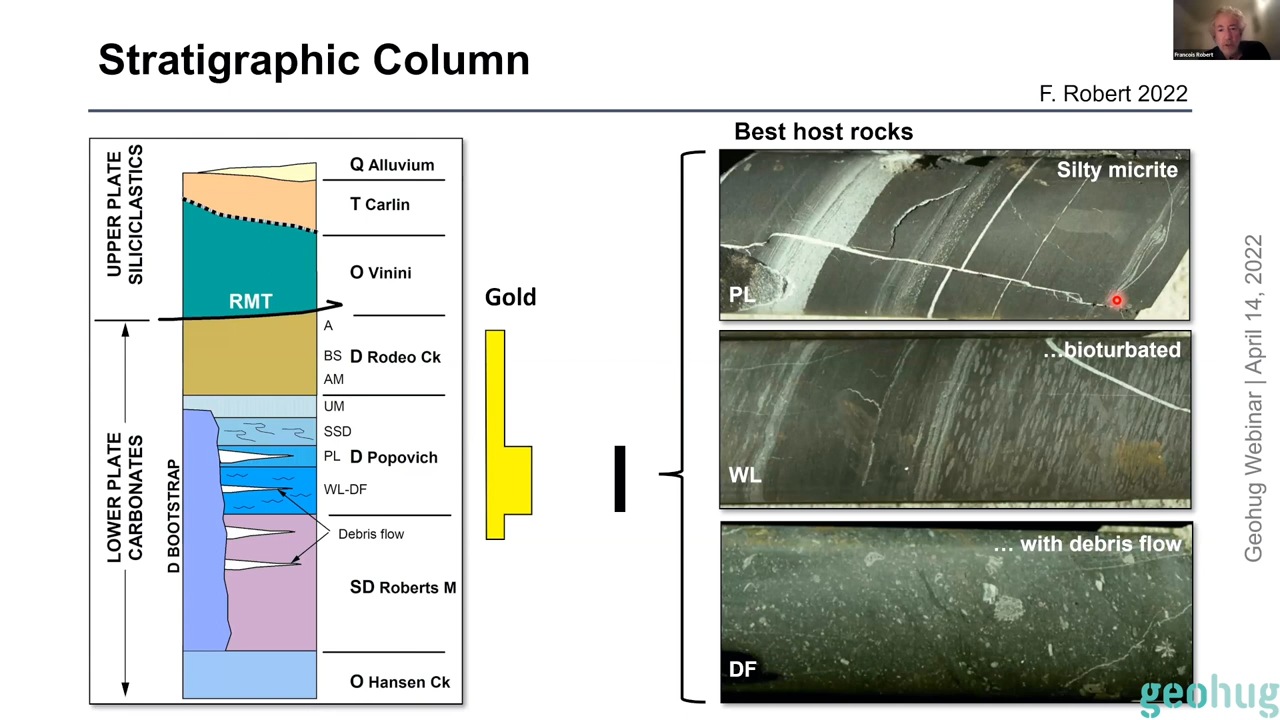 Stratigraphic Column
Francois Robert
F. Robert 2022
UPPER PLATE
SILICICLASTICS
LOWER PLATE
CARBONATES
D BOOTSTRAP
Q Alluvium
T Carlin
O Vinini
RMT
A
BS
D Rodeo Ck
AM
UM
SSD
PL
D Popovich
WL-DF
Debris flow
SD Roberts M
O Hansen Ck
Gold
Best host rocks
Silty micrite
PL
...bioturbated
WL
... with debris flow
DF
Geohug Webinar | April 14, 2022
geohug